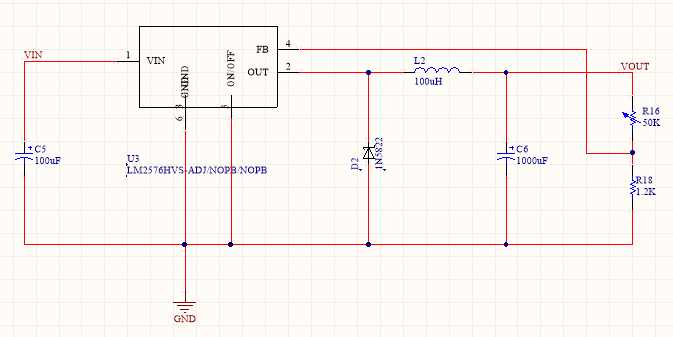 VIN
1
VIN
GND
GND
3
6
ON/OFF
5
FB
4
OUT
2
U3
LM2576HVS-ADJ/NOPB/NOPB
C5
100uF
L2
100uH
D2
1N5822
C6
1000uF
VOUT
R16
50K
R18
1.2K
GND